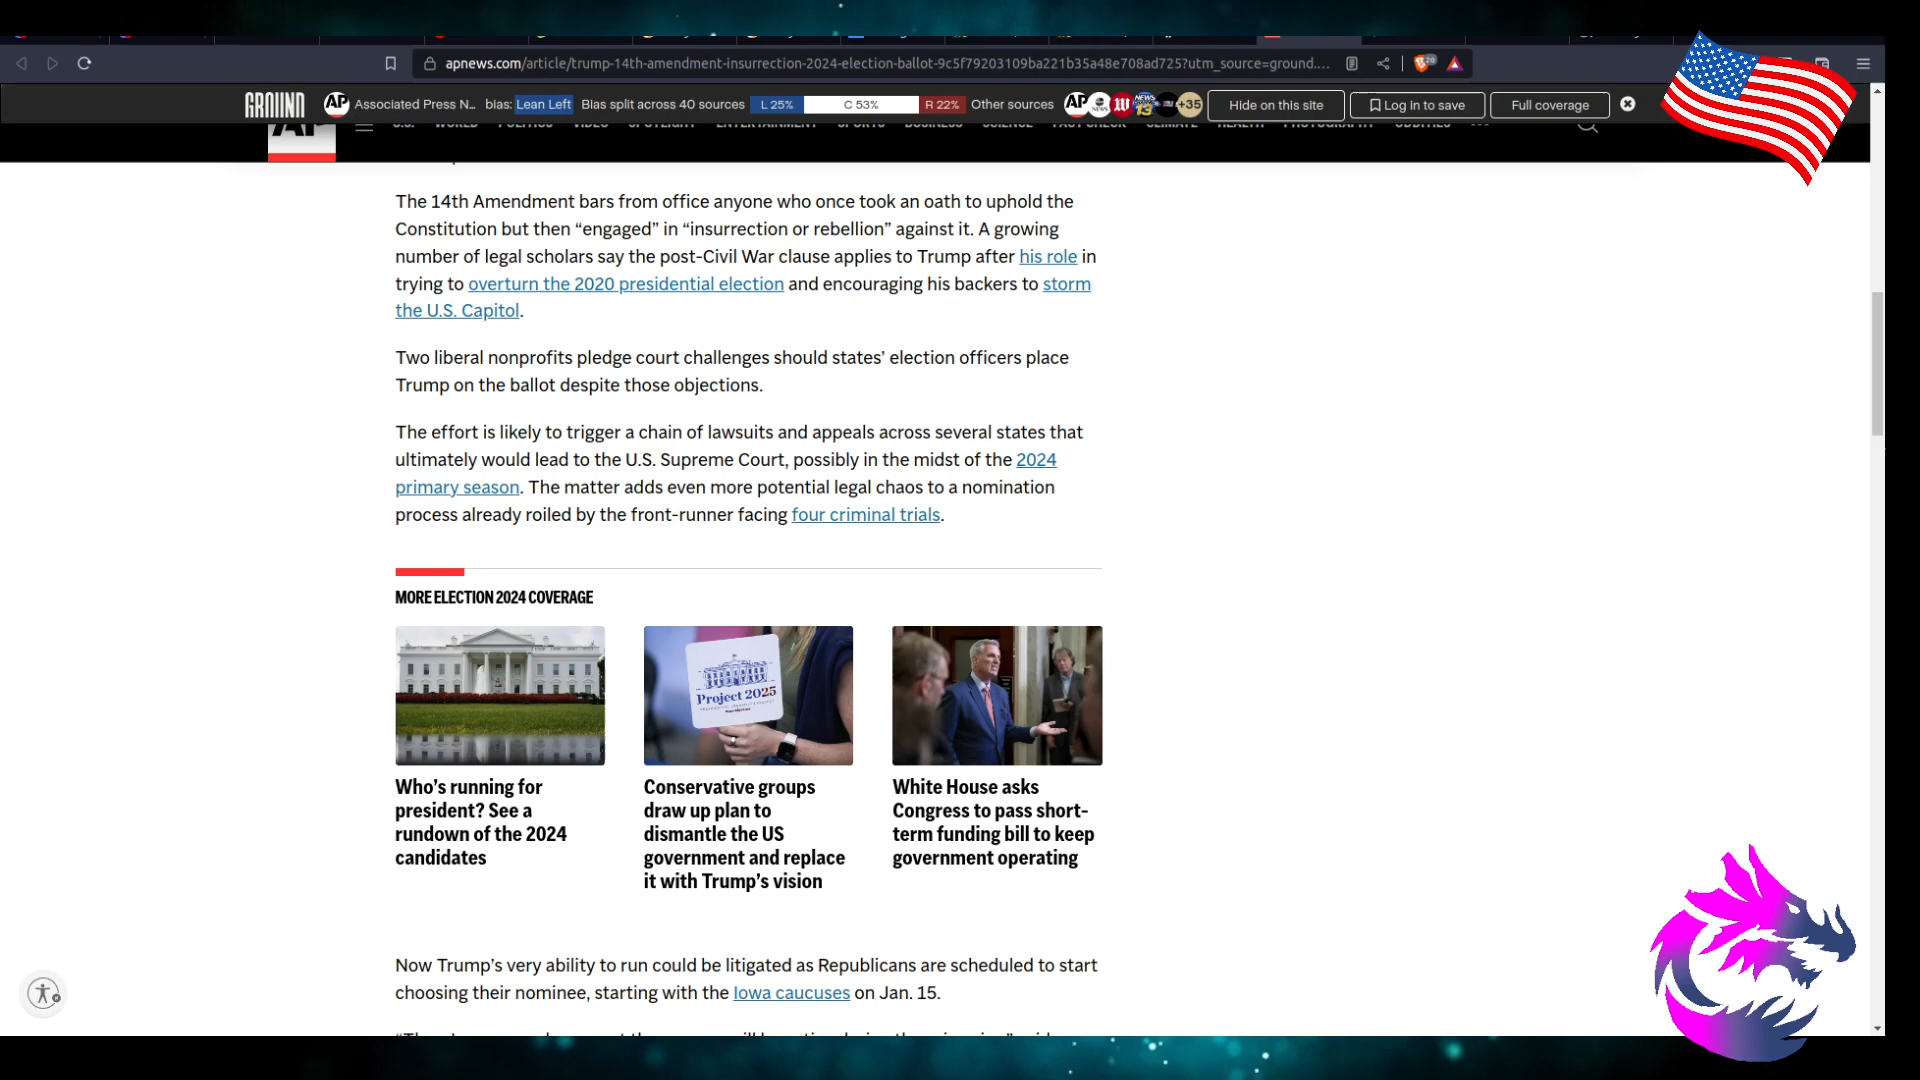 apnews.com/article/trump-14th-amendment-insurrection-2024-election-ballot-9c5f79203109ba221b35a48e708ad725?utm_source=ground....
GROUND AP Associated Press N... bias: Lean Left Bias split across 40 sources L 25% C 53% R 22% Other sources AP +35 Hide on this site Log in to save Full coverage
AP U.S. WORLD POLITICS VIDEO SPOTLIGHT ENTERTAINMENT SPORTS BUSINESS SCIENCE FACT CHECK CLIMATE HEALTH PHOTOGRAPHY ODDITIES ...
The 14th Amendment bars from office anyone who once took an oath to uphold the
Constitution but then “engaged” in “insurrection or rebellion” against it. A growing
number of legal scholars say the post-Civil War clause applies to Trump after his role in
trying to overturn the 2020 presidential election and encouraging his backers to storm
the U.S. Capitol.
Two liberal nonprofits pledge court challenges should states’ election officers place
Trump on the ballot despite those objections.
The effort is likely to trigger a chain of lawsuits and appeals across several states that
ultimately would lead to the U.S. Supreme Court, possibly in the midst of the 2024
primary season. The matter adds even more potential legal chaos to a nomination
process already roiled by the front-runner facing four criminal trials.
MORE ELECTION 2024 COVERAGE
Project 2025
Who’s running for
president? See a
rundown of the 2024
candidates
Conservative groups
draw up plan to
dismantle the US
government and replace
it with Trump’s vision
White House asks
Congress to pass short-
term funding bill to keep
government operating
Now Trump’s very ability to run could be litigated as Republicans are scheduled to start
choosing their nominee, starting with the Iowa caucuses on Jan. 15.